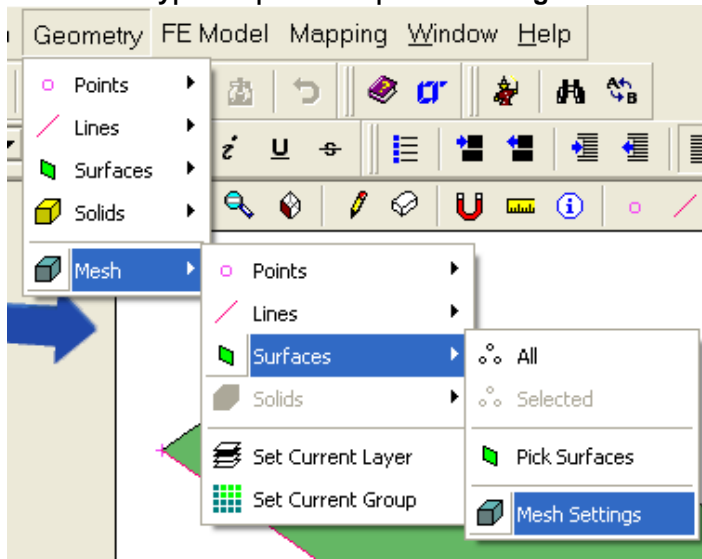 Geometry FE Model Mapping Window Help
Points
Lines
Surfaces
Solids
Mesh
Points
Lines
Surfaces
Solids
Set Current Layer
Set Current Group
All
Selected
Pick Surfaces
Mesh Settings